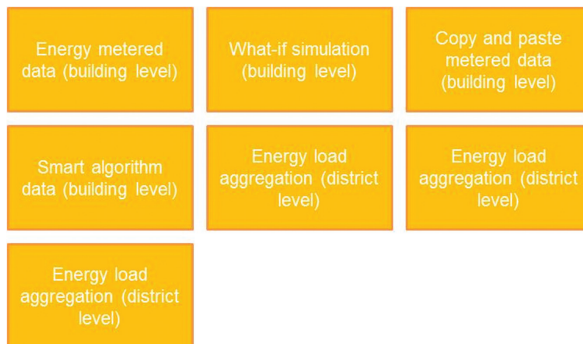 Energy metered
data (building level)
What-if simulation
(building level)
Copy and paste
metered data
(building level)
Smart algorithm
data (building level)
Energy load
aggregation (district
level)
Energy load
aggregation (district
level)
Energy load
aggregation (district
level)